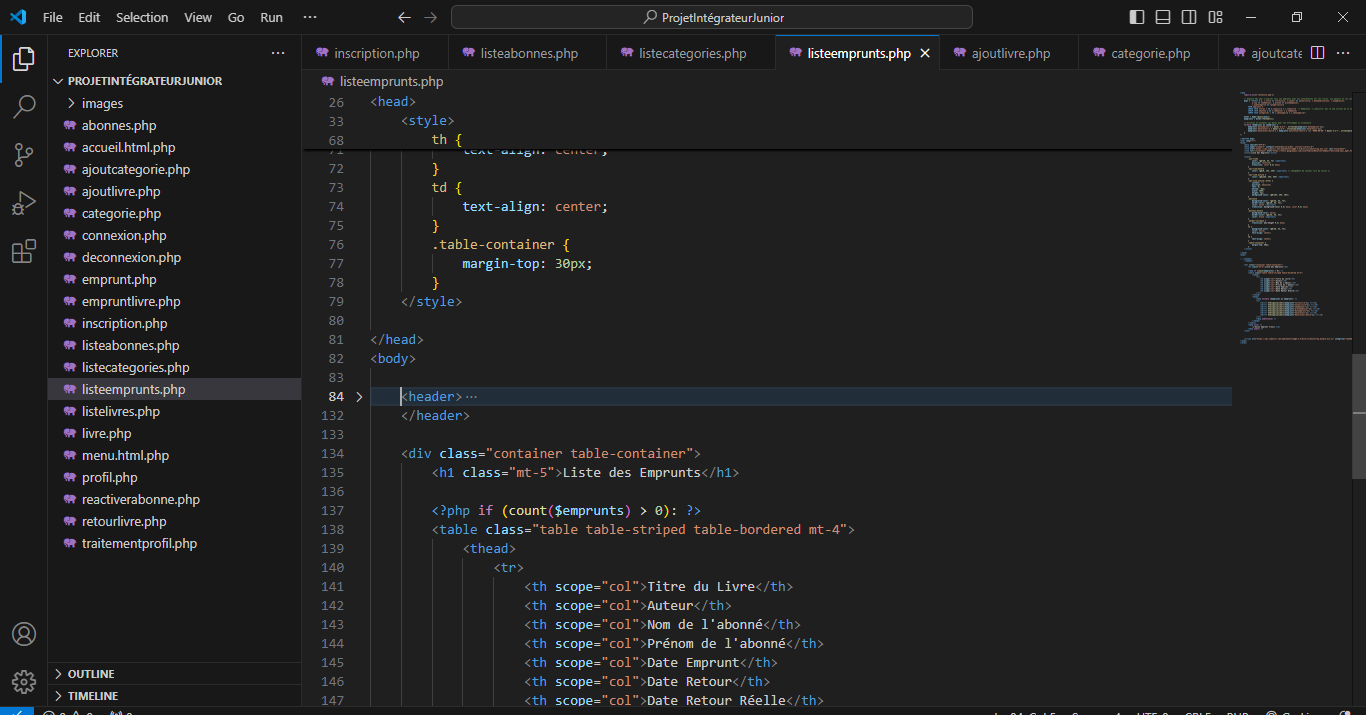 File Edit Selection View Go Run ··· ProjetIntégrateurJunior
EXPLORER ···
PROJETINTÉGRATEURJUNIOR
images
abonnes.php
accueil.html.php
ajoutcategorie.php
ajoutlivre.php
categorie.php
connexion.php
deconnexion.php
emprunt.php
empruntlivre.php
inscription.php
listeabonnes.php
listecategories.php
listeemprunts.php
listelivres.php
livre.php
menu.html.php
profil.php
reactiverabonne.php
retourlivre.php
traitementprofil.php
OUTLINE
TIMELINE
inscription.php listeabonnes.php listecategories.php listeemprunts.php ajoutlivre.php categorie.php ajoutcate ···
listeemprunts.php
26 <head>
33 <style>
68 th {
71 text-align: center;
72 }
73 td {
74 text-align: center;
75 }
76 .table-container {
77 margin-top: 30px;
78 }
79 </style>
80
81 </head>
82 <body>
83
84 <header>···
132 </header>
133
134 <div class="container table-container">
135 <h1 class="mt-5">Liste des Emprunts</h1>
136
137 <?php if (count($emprunts) > 0): ?>
138 <table class="table table-striped table-bordered mt-4">
139 <thead>
140 <tr>
141 <th scope="col">Titre du Livre</th>
142 <th scope="col">Auteur</th>
143 <th scope="col">Nom de l'abonné</th>
144 <th scope="col">Prénom de l'abonné</th>
145 <th scope="col">Date Emprunt</th>
146 <th scope="col">Date Retour</th>
147 <th scope="col">Date Retour Réelle</th>